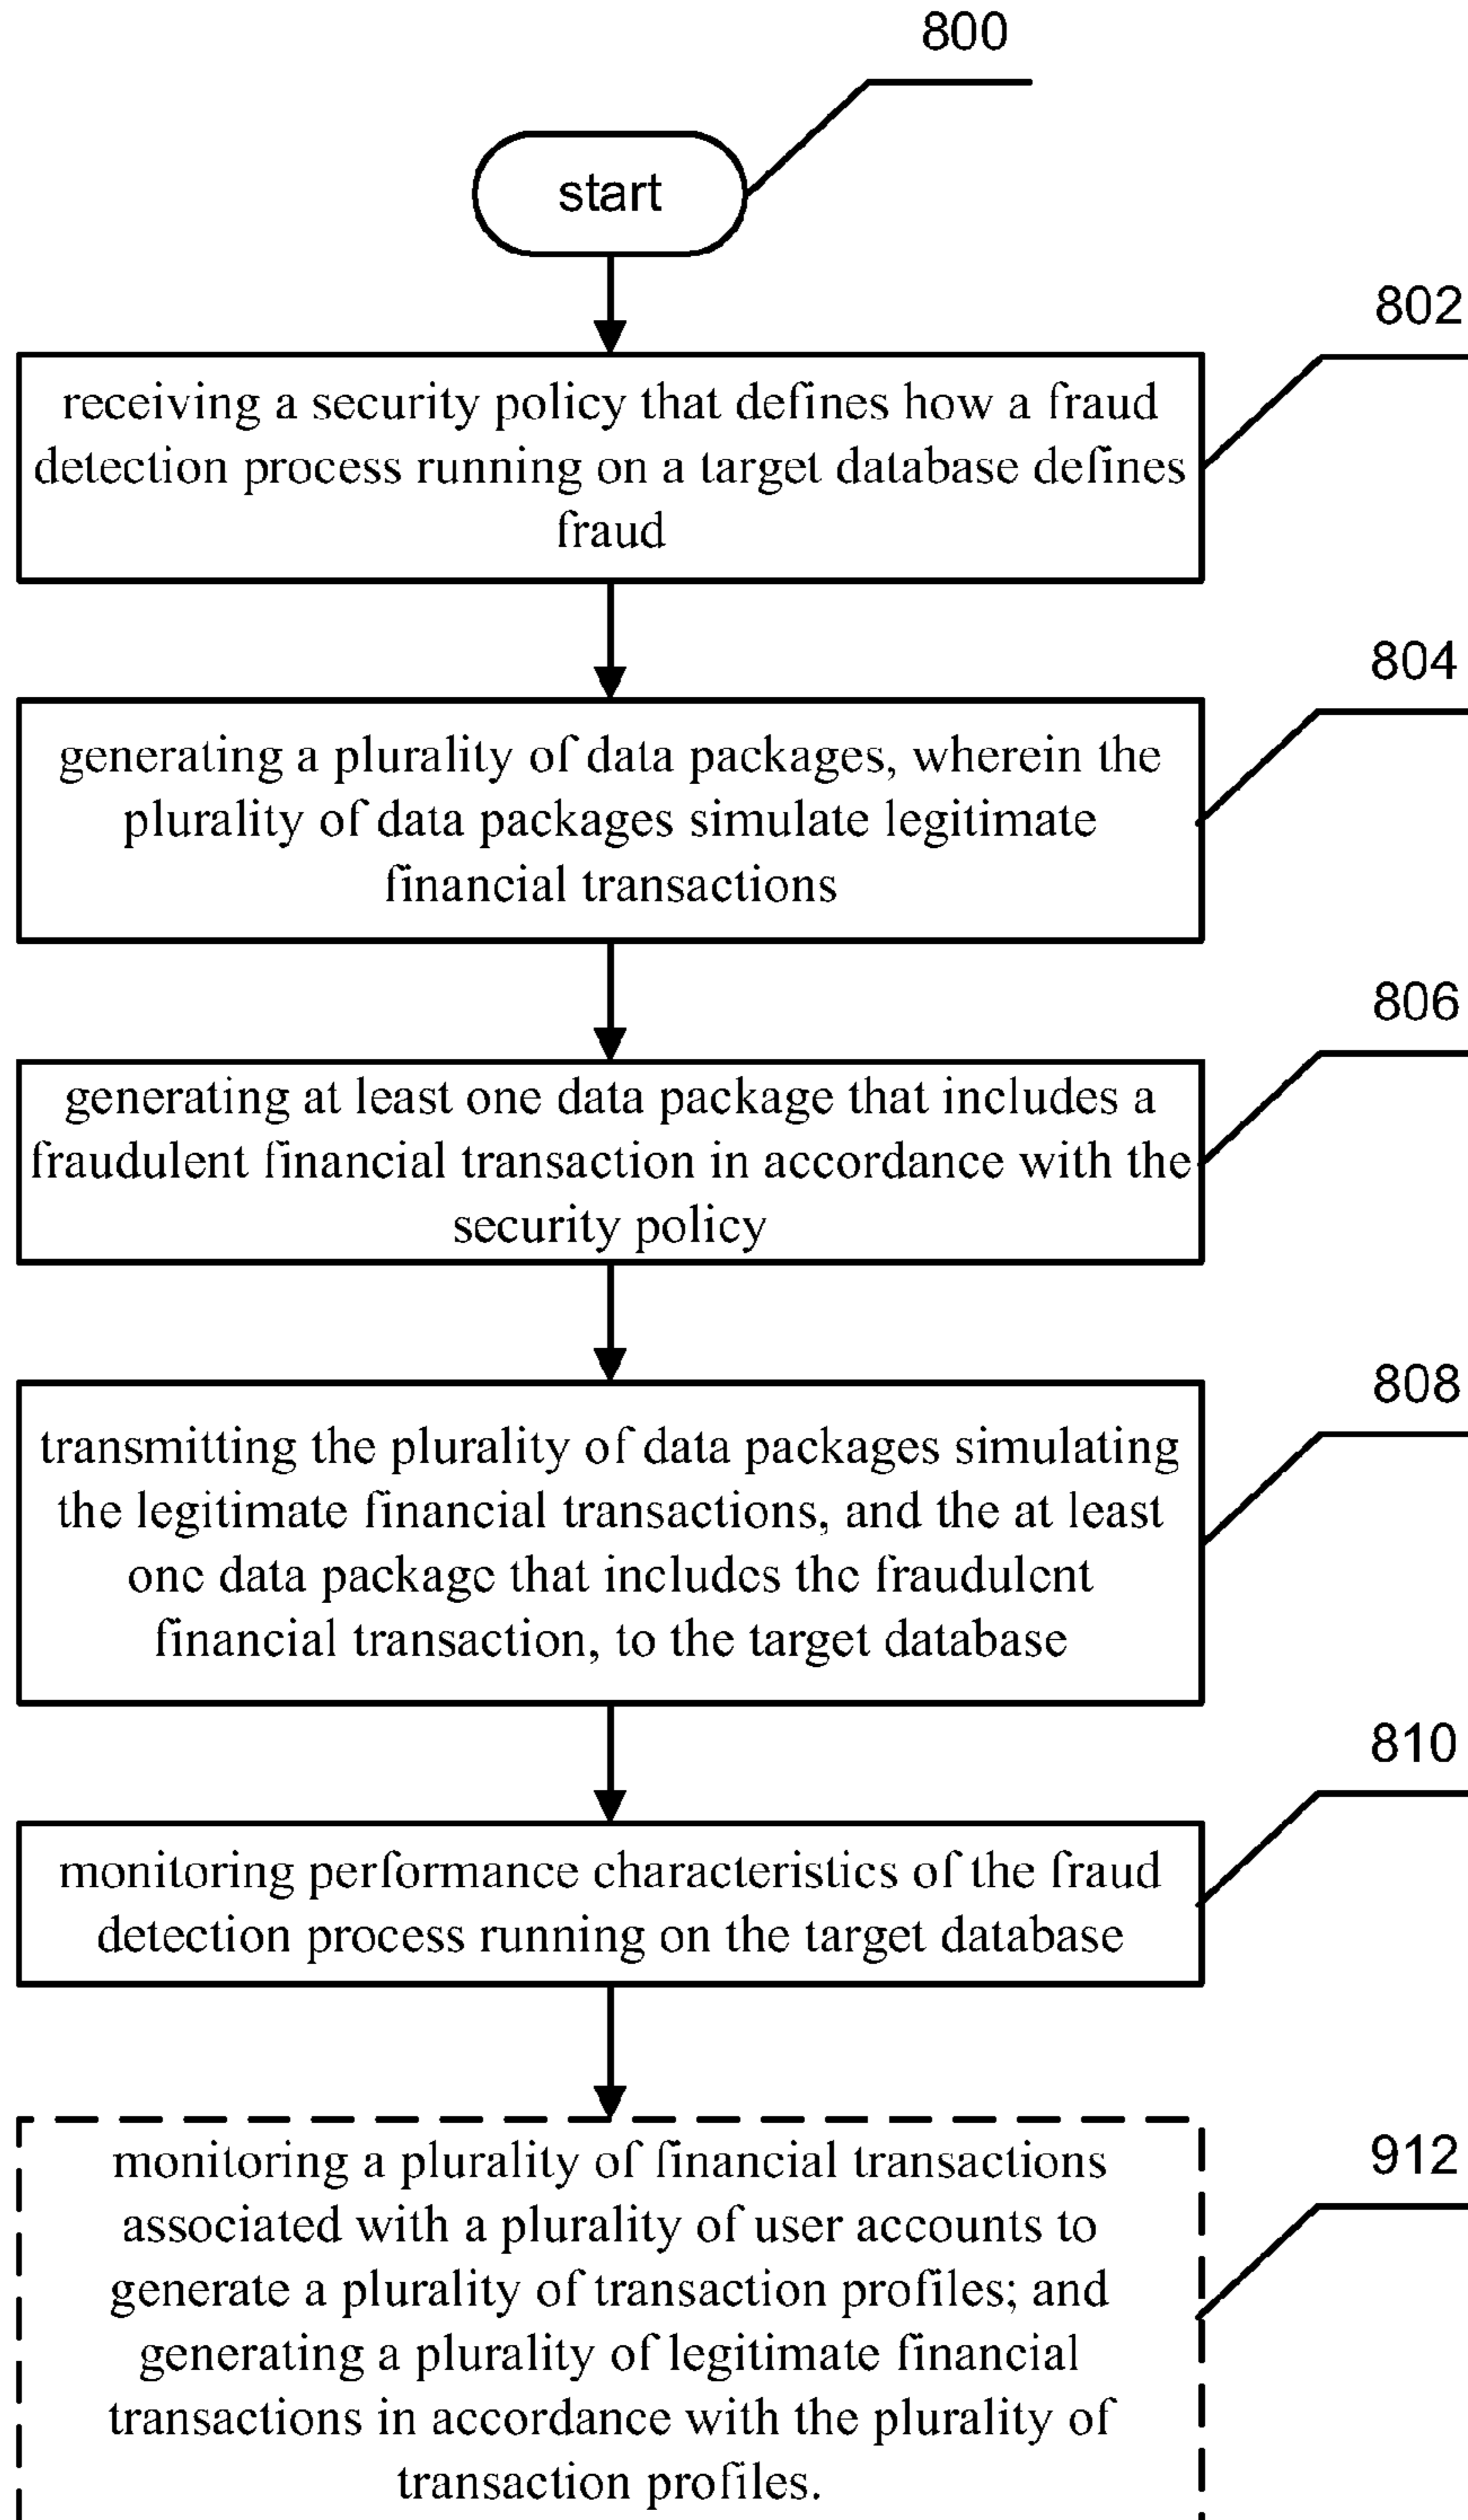 800
start
802
receiving a security policy that defines how a fraud
detection process running on a target database defines
fraud
804
generating a plurality of data packages, wherein the
plurality of data packages simulate legitimate
financial transactions
806
generating at least one data package that includes a
fraudulent financial transaction in accordance with the
security policy
808
transmitting the plurality of data packages simulating
the legitimate financial transactions, and the at least
one data package that includes the fraudulent
financial transaction, to the target database
810
monitoring performance characteristics of the fraud
detection process running on the target database
912
monitoring a plurality of financial transactions
associated with a plurality of user accounts to
generate a plurality of transaction profiles; and
generating a plurality of legitimate financial
transactions in accordance with the plurality of
transaction profiles.